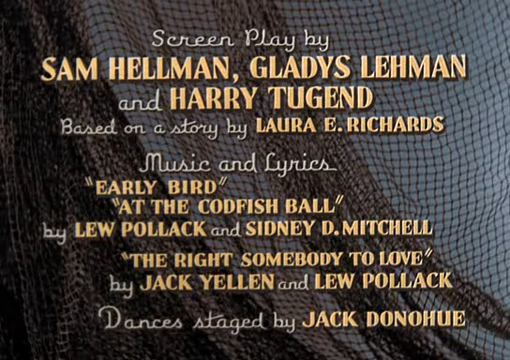 Screen Play by
SAM HELLMAN, GLADYS LEHMAN
and HARRY TUGEND
Based on a story by LAURA E. RICHARDS
Music and Lyrics
"EARLY BIRD"
"AT THE CODFISH BALL"
by LEW POLLACK and SIDNEY D. MITCHELL
"THE RIGHT SOMEBODY TO LOVE"
by JACK YELLEN and LEW POLLACK
Dances staged by JACK DONOHUE